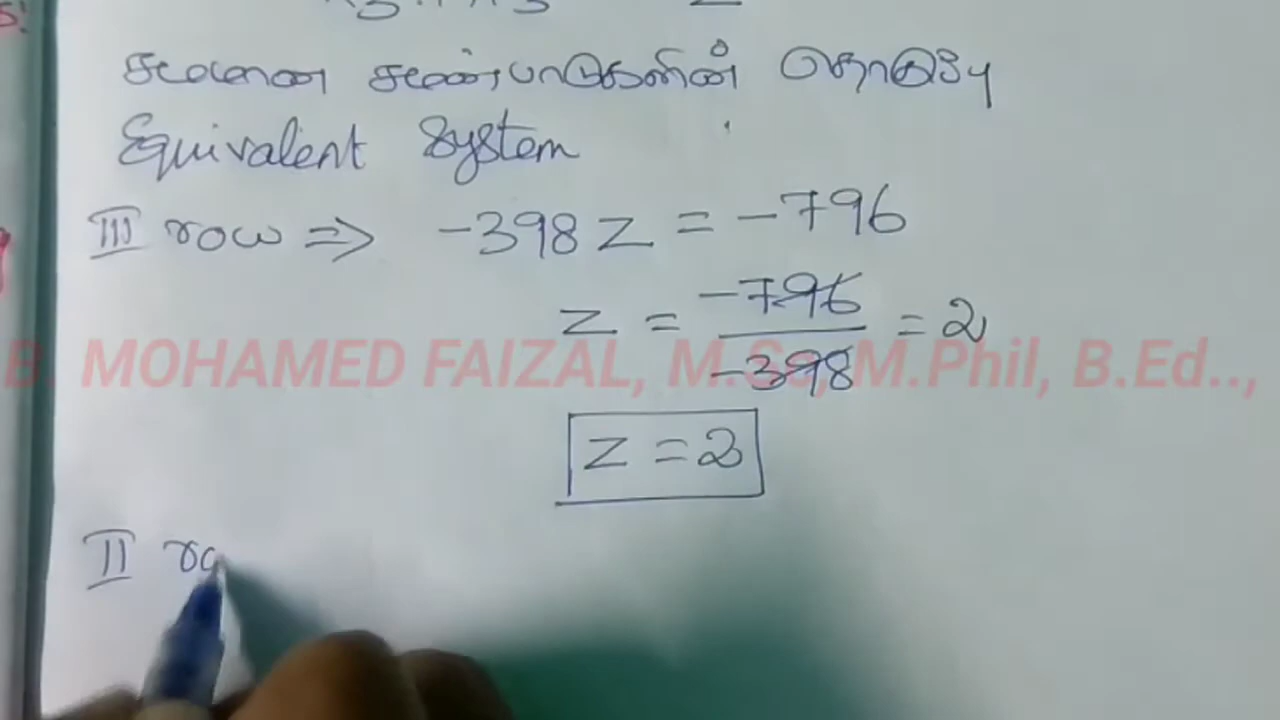 சமமான சமன்பாடுகளின் தொகுப்பு
Equivalent System
III row => -398 z = -796
z = -796 / -398 = 2
B. MOHAMED FAIZAL, M.Sc, M.Phil, B.Ed..,
z = 2
II ro